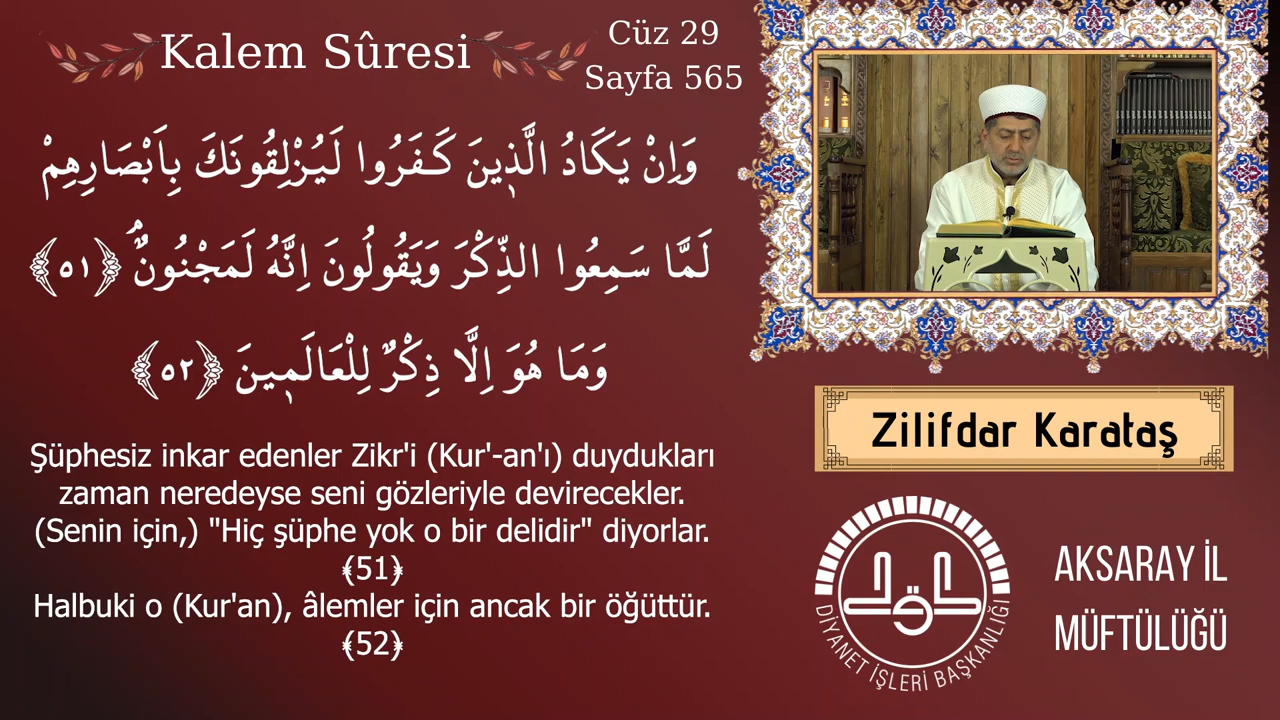 Kalem Sûresi
Cüz 29
Sayfa 565
وَاِنْ يَكَادُ الَّذ۪ينَ كَفَرُوا لَيُزْلِقُونَكَ بِاَبْصَارِهِمْ
لَمَّا سَمِعُوا الذِّكْرَ وَيَقُولُونَ اِنَّهُ لَمَجْنُونٌۢ ﴿٥١﴾
وَمَا هُوَ اِلَّا ذِكْرٌ لِلْعَالَم۪ينَ ﴿٥٢﴾
Şüphesiz inkar edenler Zikr'i (Kur'-an'ı) duydukları
zaman neredeyse seni gözleriyle devirecekler.
(Senin için,) "Hiç şüphe yok o bir delidir" diyorlar.
﴾51﴿
Halbuki o (Kur'an), âlemler için ancak bir öğüttür.
﴾52﴿
Zilifdar Karataş
DİYANET İŞLERİ BAŞKANLIĞI
AKSARAY İL
MÜFTÜLÜĞÜ